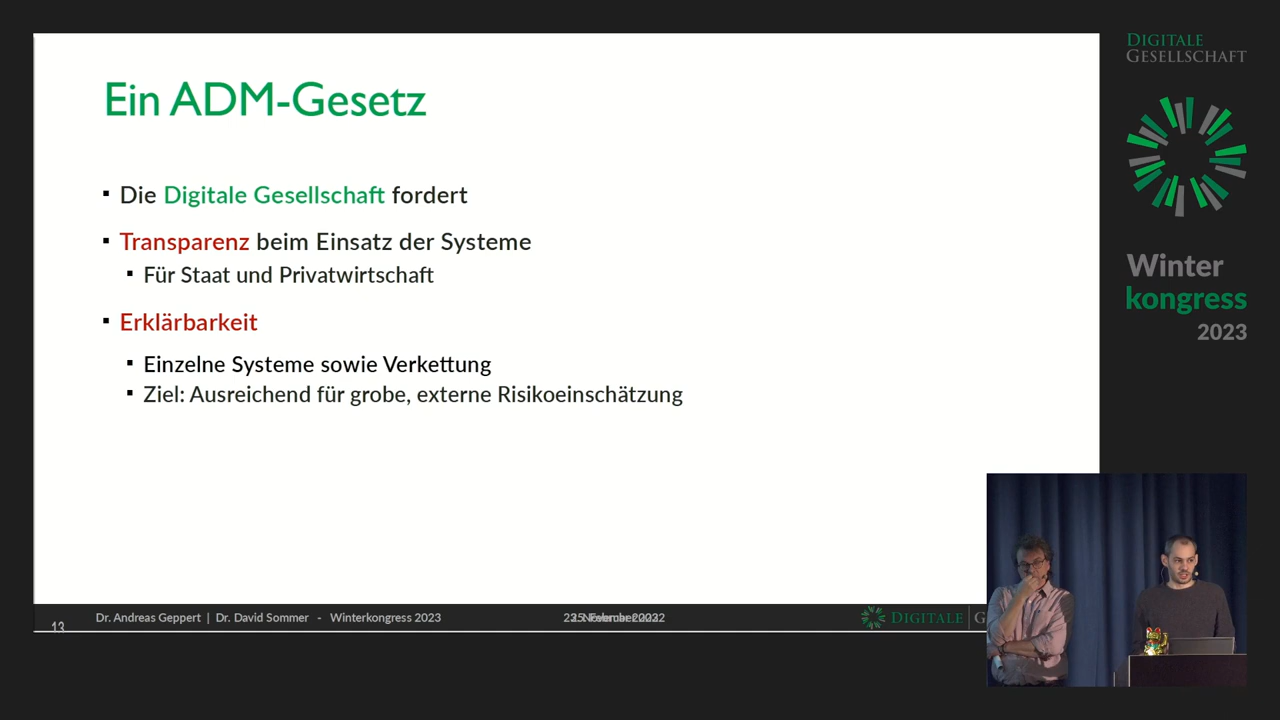 Ein ADM-Gesetz
Die Digitale Gesellschaft fordert
Transparenz beim Einsatz der Systeme
Für Staat und Privatwirtschaft
Erklärbarkeit
Einzelne Systeme sowie Verkettung
Ziel: Ausreichend für grobe, externe Risikoeinschätzung
13
Dr. Andreas Geppert | Dr. David Sommer - Winterkongress 2023
DIGITALE
DIGITALE
GESELLSCHAFT
Winter
kongress
2023